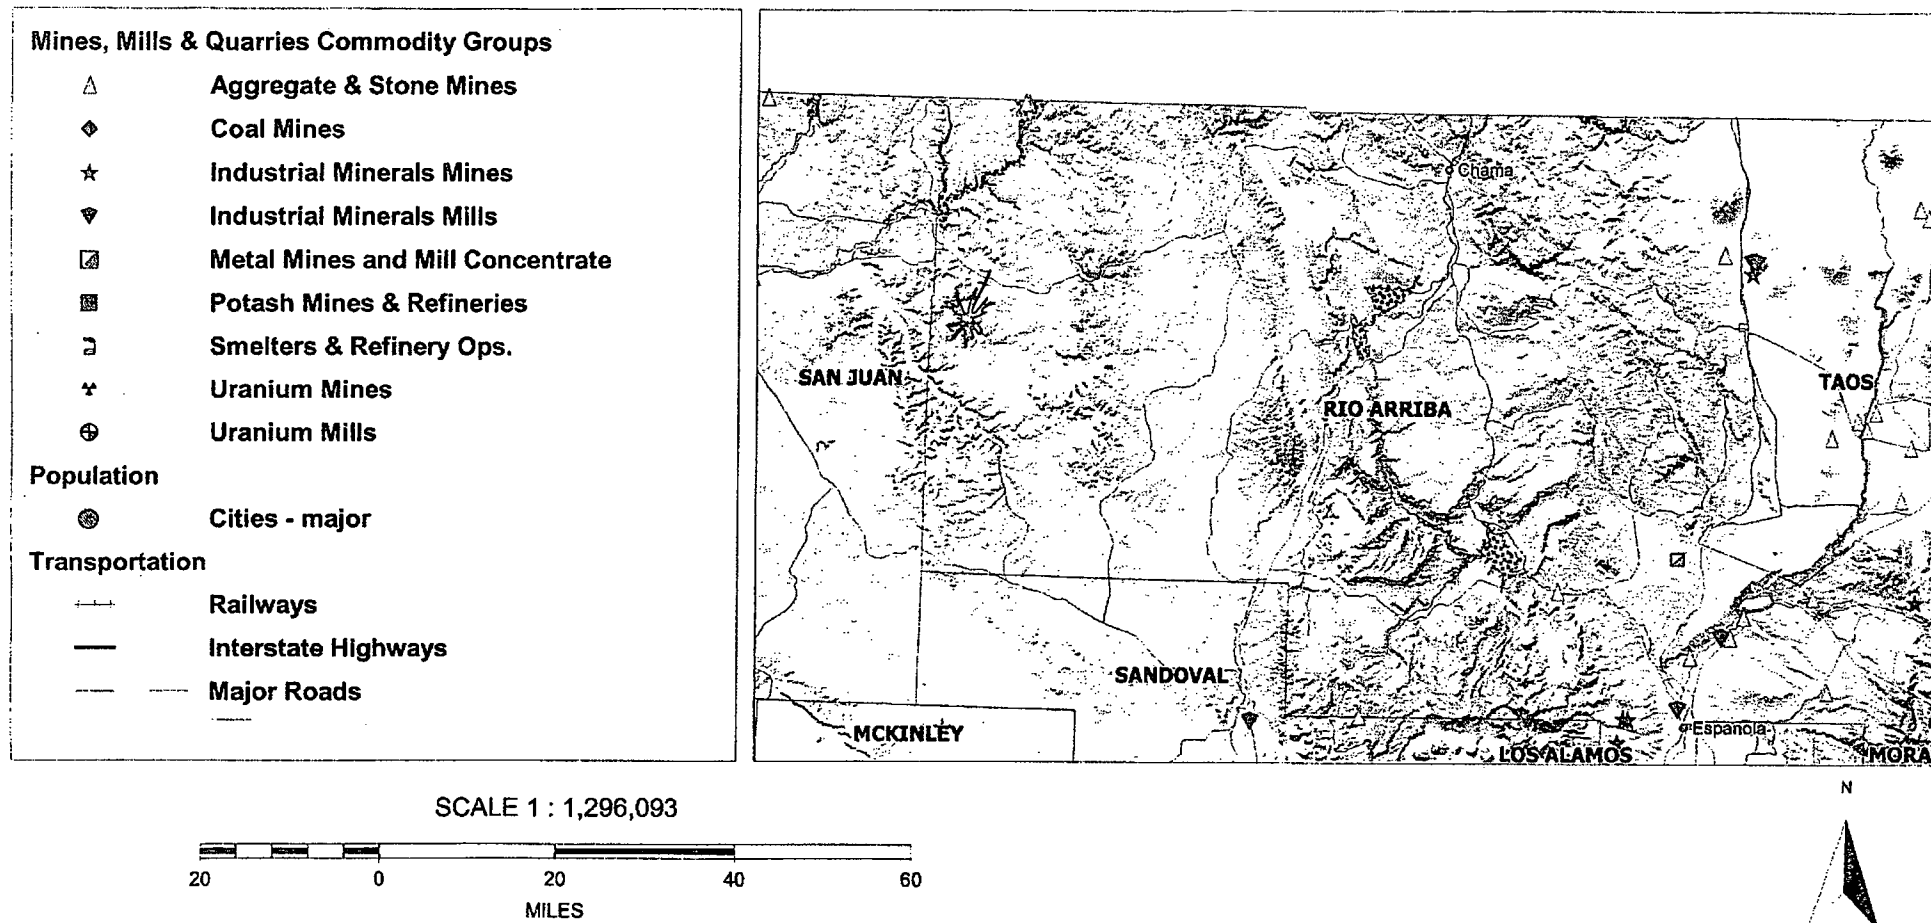 Mines, Mills & Quarries Commodity Groups
Aggregate & Stone Mines
Coal Mines
Industrial Minerals Mines
Industrial Minerals Mills
Metal Mines and Mill Concentrate
Potash Mines & Refineries
Smelters & Refinery Ops.
Uranium Mines
Uranium Mills
Population
Cities - major
Transportation
Railways
Interstate Highways
Major Roads
Chama
SAN JUAN
TAOS
RIO ARRIBA
SANDOVAL
MCKINLEY
Espanola
LOS ALAMOS
MORA
SCALE 1 : 1,296,093
20 0 20 40 60
MILES
N